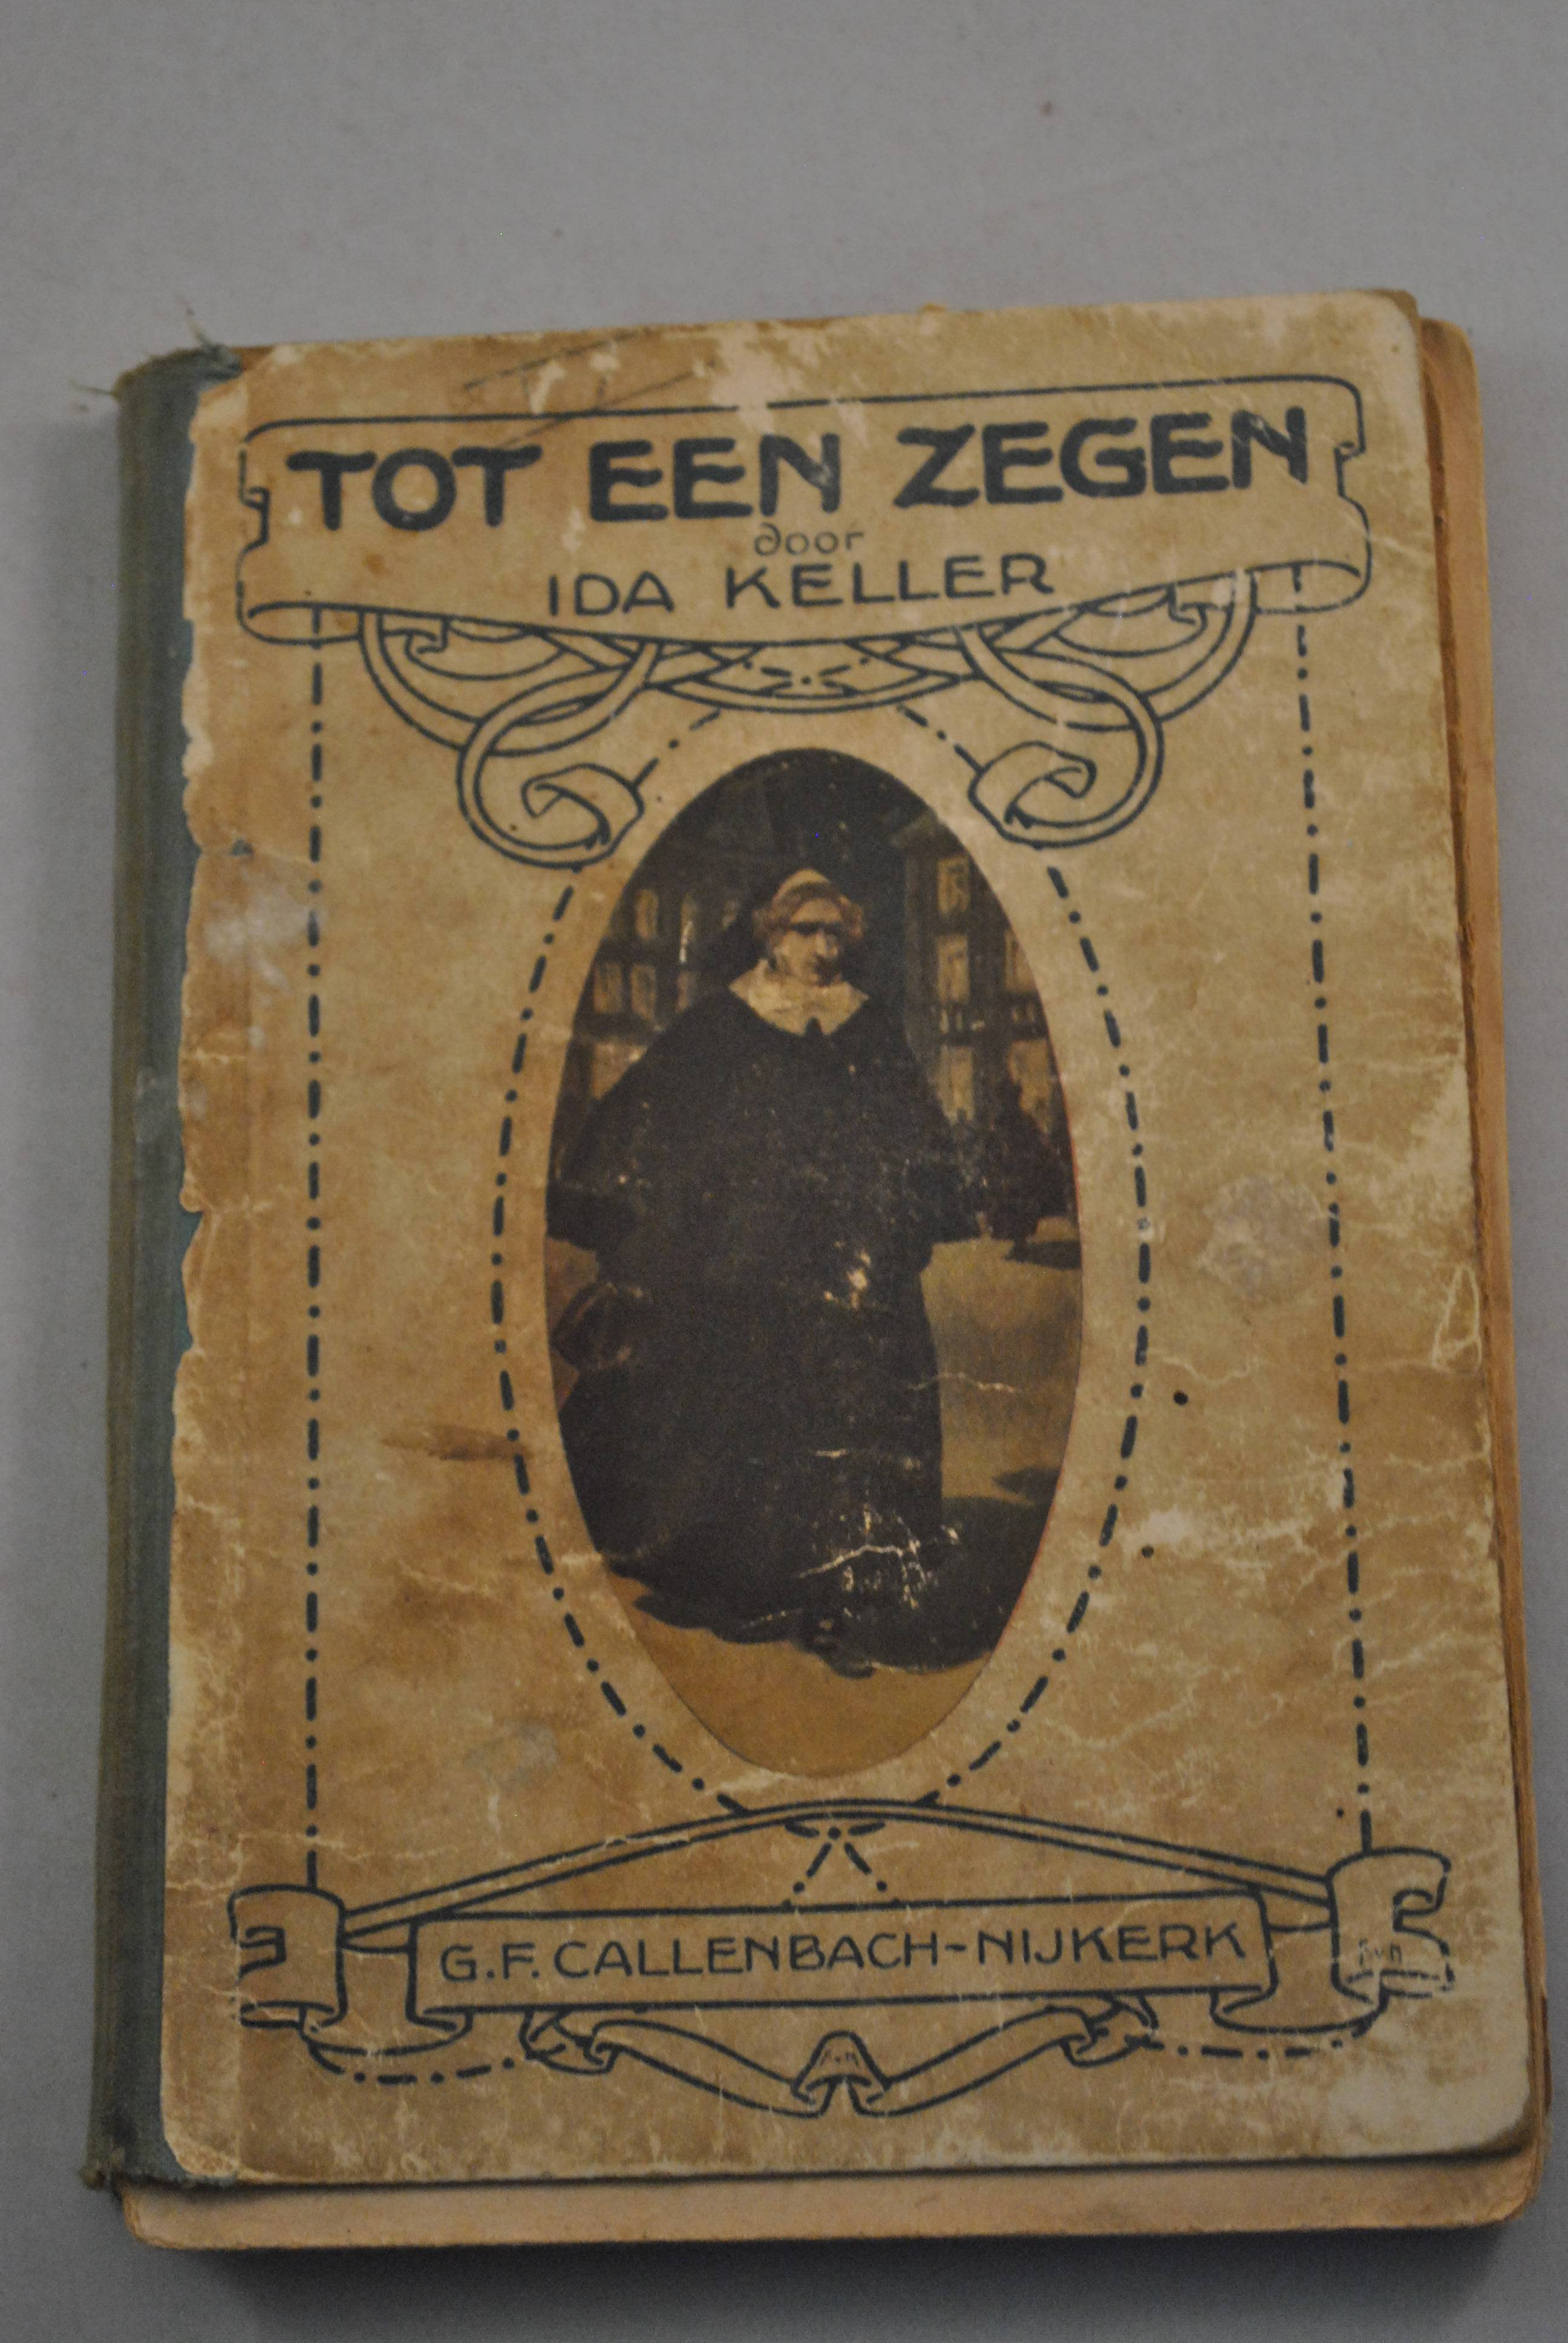 TOT EEN ZEGEN
door
IDA KELLER
G.F. CALLENBACH-NIJKERK